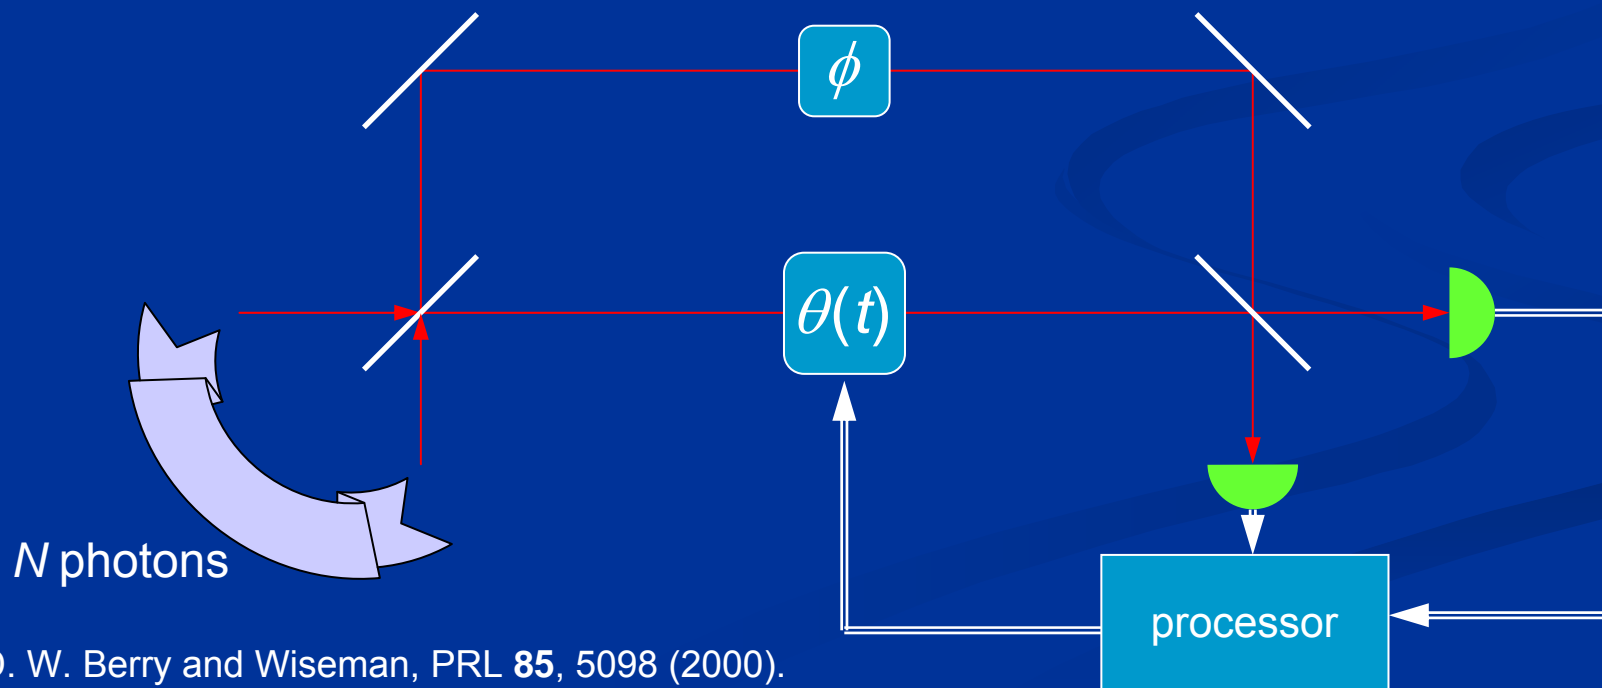 ϕ
θ(t)
N photons
processor
D. W. Berry and Wiseman, PRL 85, 5098 (2000).